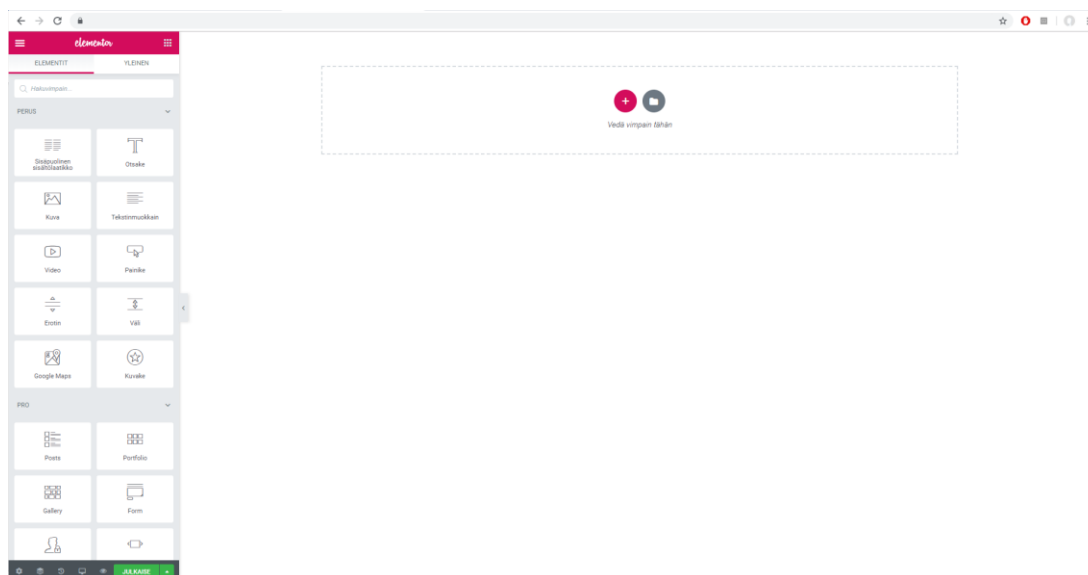 elementor
ELEMENTIT YLEINEN
Hakuvimpain...
PERUS
Sisäpuolinen
sisältölaatikko
Otsake
Kuva
Tekstinmuokkain
Video
Painike
Erotin
Väli
Google Maps
Kuvake
PRO
Posts
Portfolio
Gallery
Form
JULKAISE
Vedä vimpain tähän